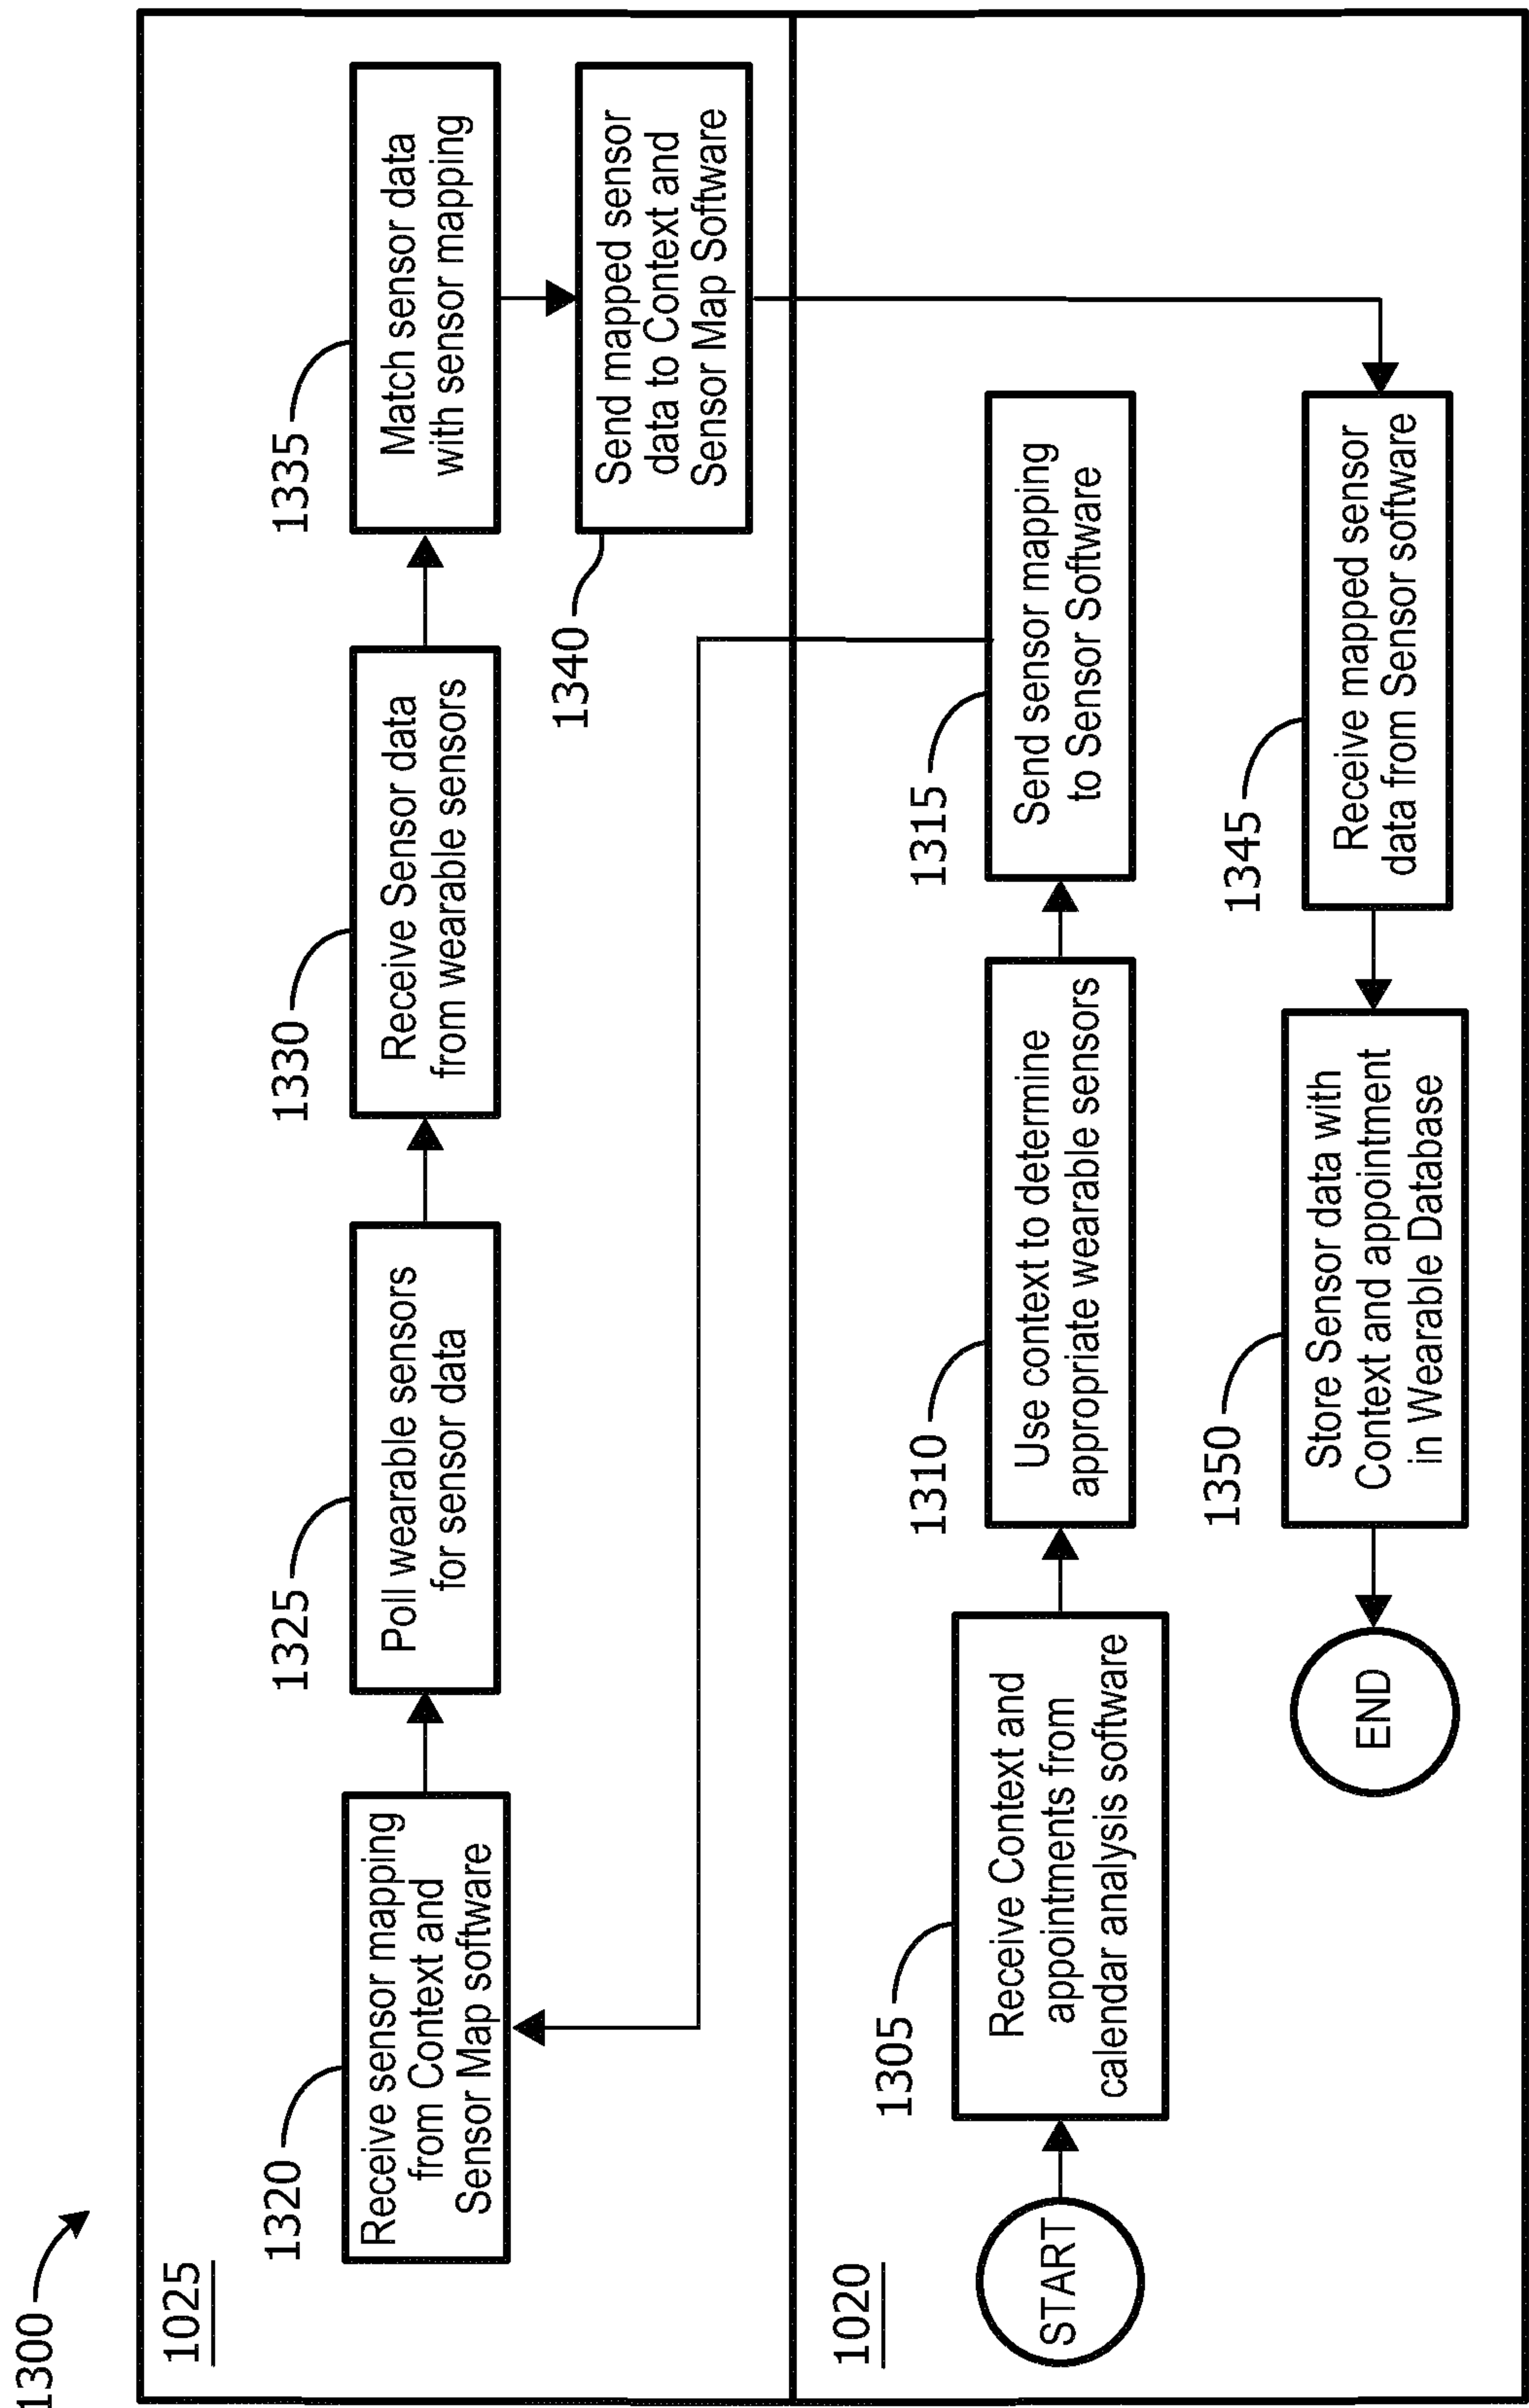 1300
1025
1320
Receive sensor mapping
from Context and
Sensor Map software
1325
Poll wearable sensors
for sensor data
1330
Receive Sensor data
from wearable sensors
1335
Match sensor data
with sensor mapping
1340
Send mapped sensor
data to Context and
Sensor Map Software
1020
START
1305
Receive Context and
appointments from
calendar analysis software
1310
Use context to determine
appropriate wearable sensors
1315
Send sensor mapping
to Sensor Software
1345
Receive mapped sensor
data from Sensor software
1350
Store Sensor data with
Context and appointment
in Wearable Database
END